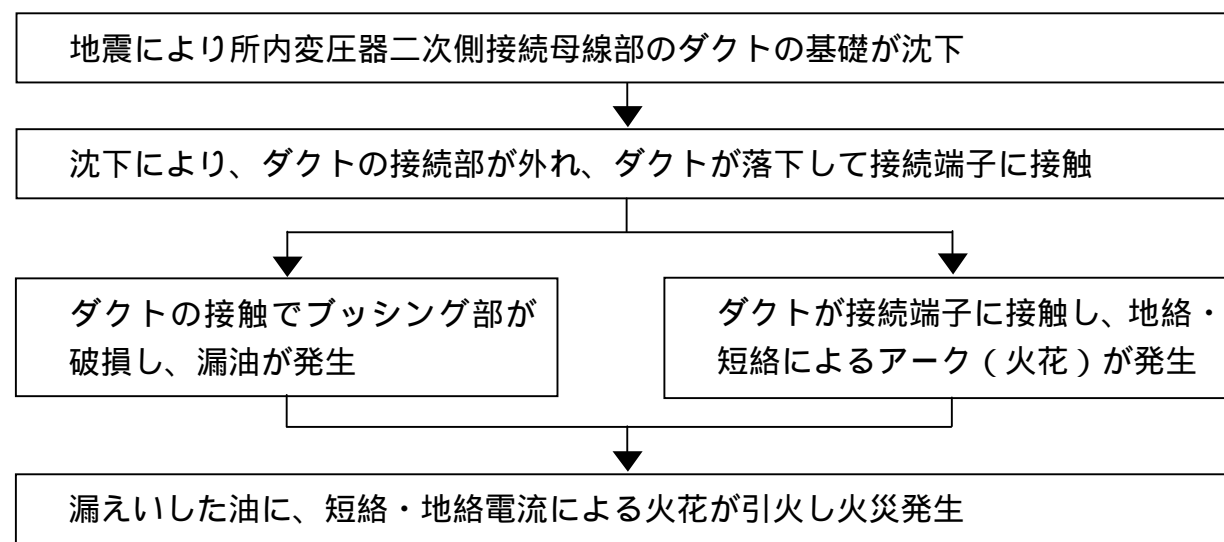 地震により所内変圧器二次側接続母線部のダクトの基礎が沈下
沈下により、ダクトの接続部が外れ、ダクトが落下して接続端子に接触
ダクトの接触でブッシング部が
破損し、漏油が発生
ダクトが接続端子に接触し、地絡・
短絡によるアーク（火花）が発生
漏えいした油に、短絡・地絡電流による火花が引火し火災発生